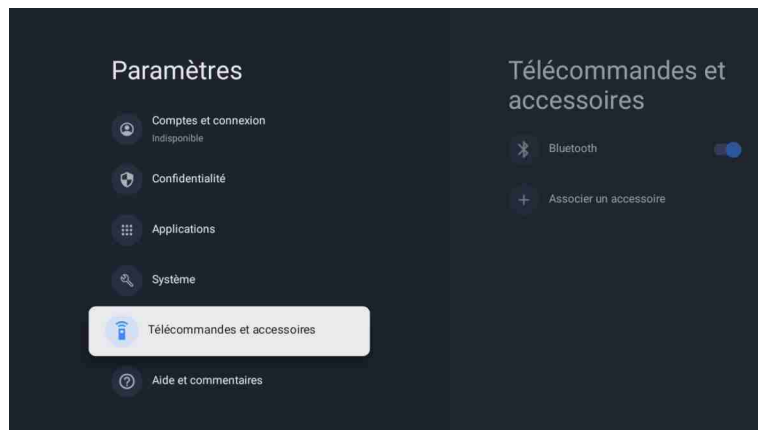 Paramètres
Comptes et connexion
Indisponible
Confidentialité
Applications
Système
Télécommandes et accessoires
Aide et commentaires
Télécommandes et
accessoires
Bluetooth
Associer un accessoire